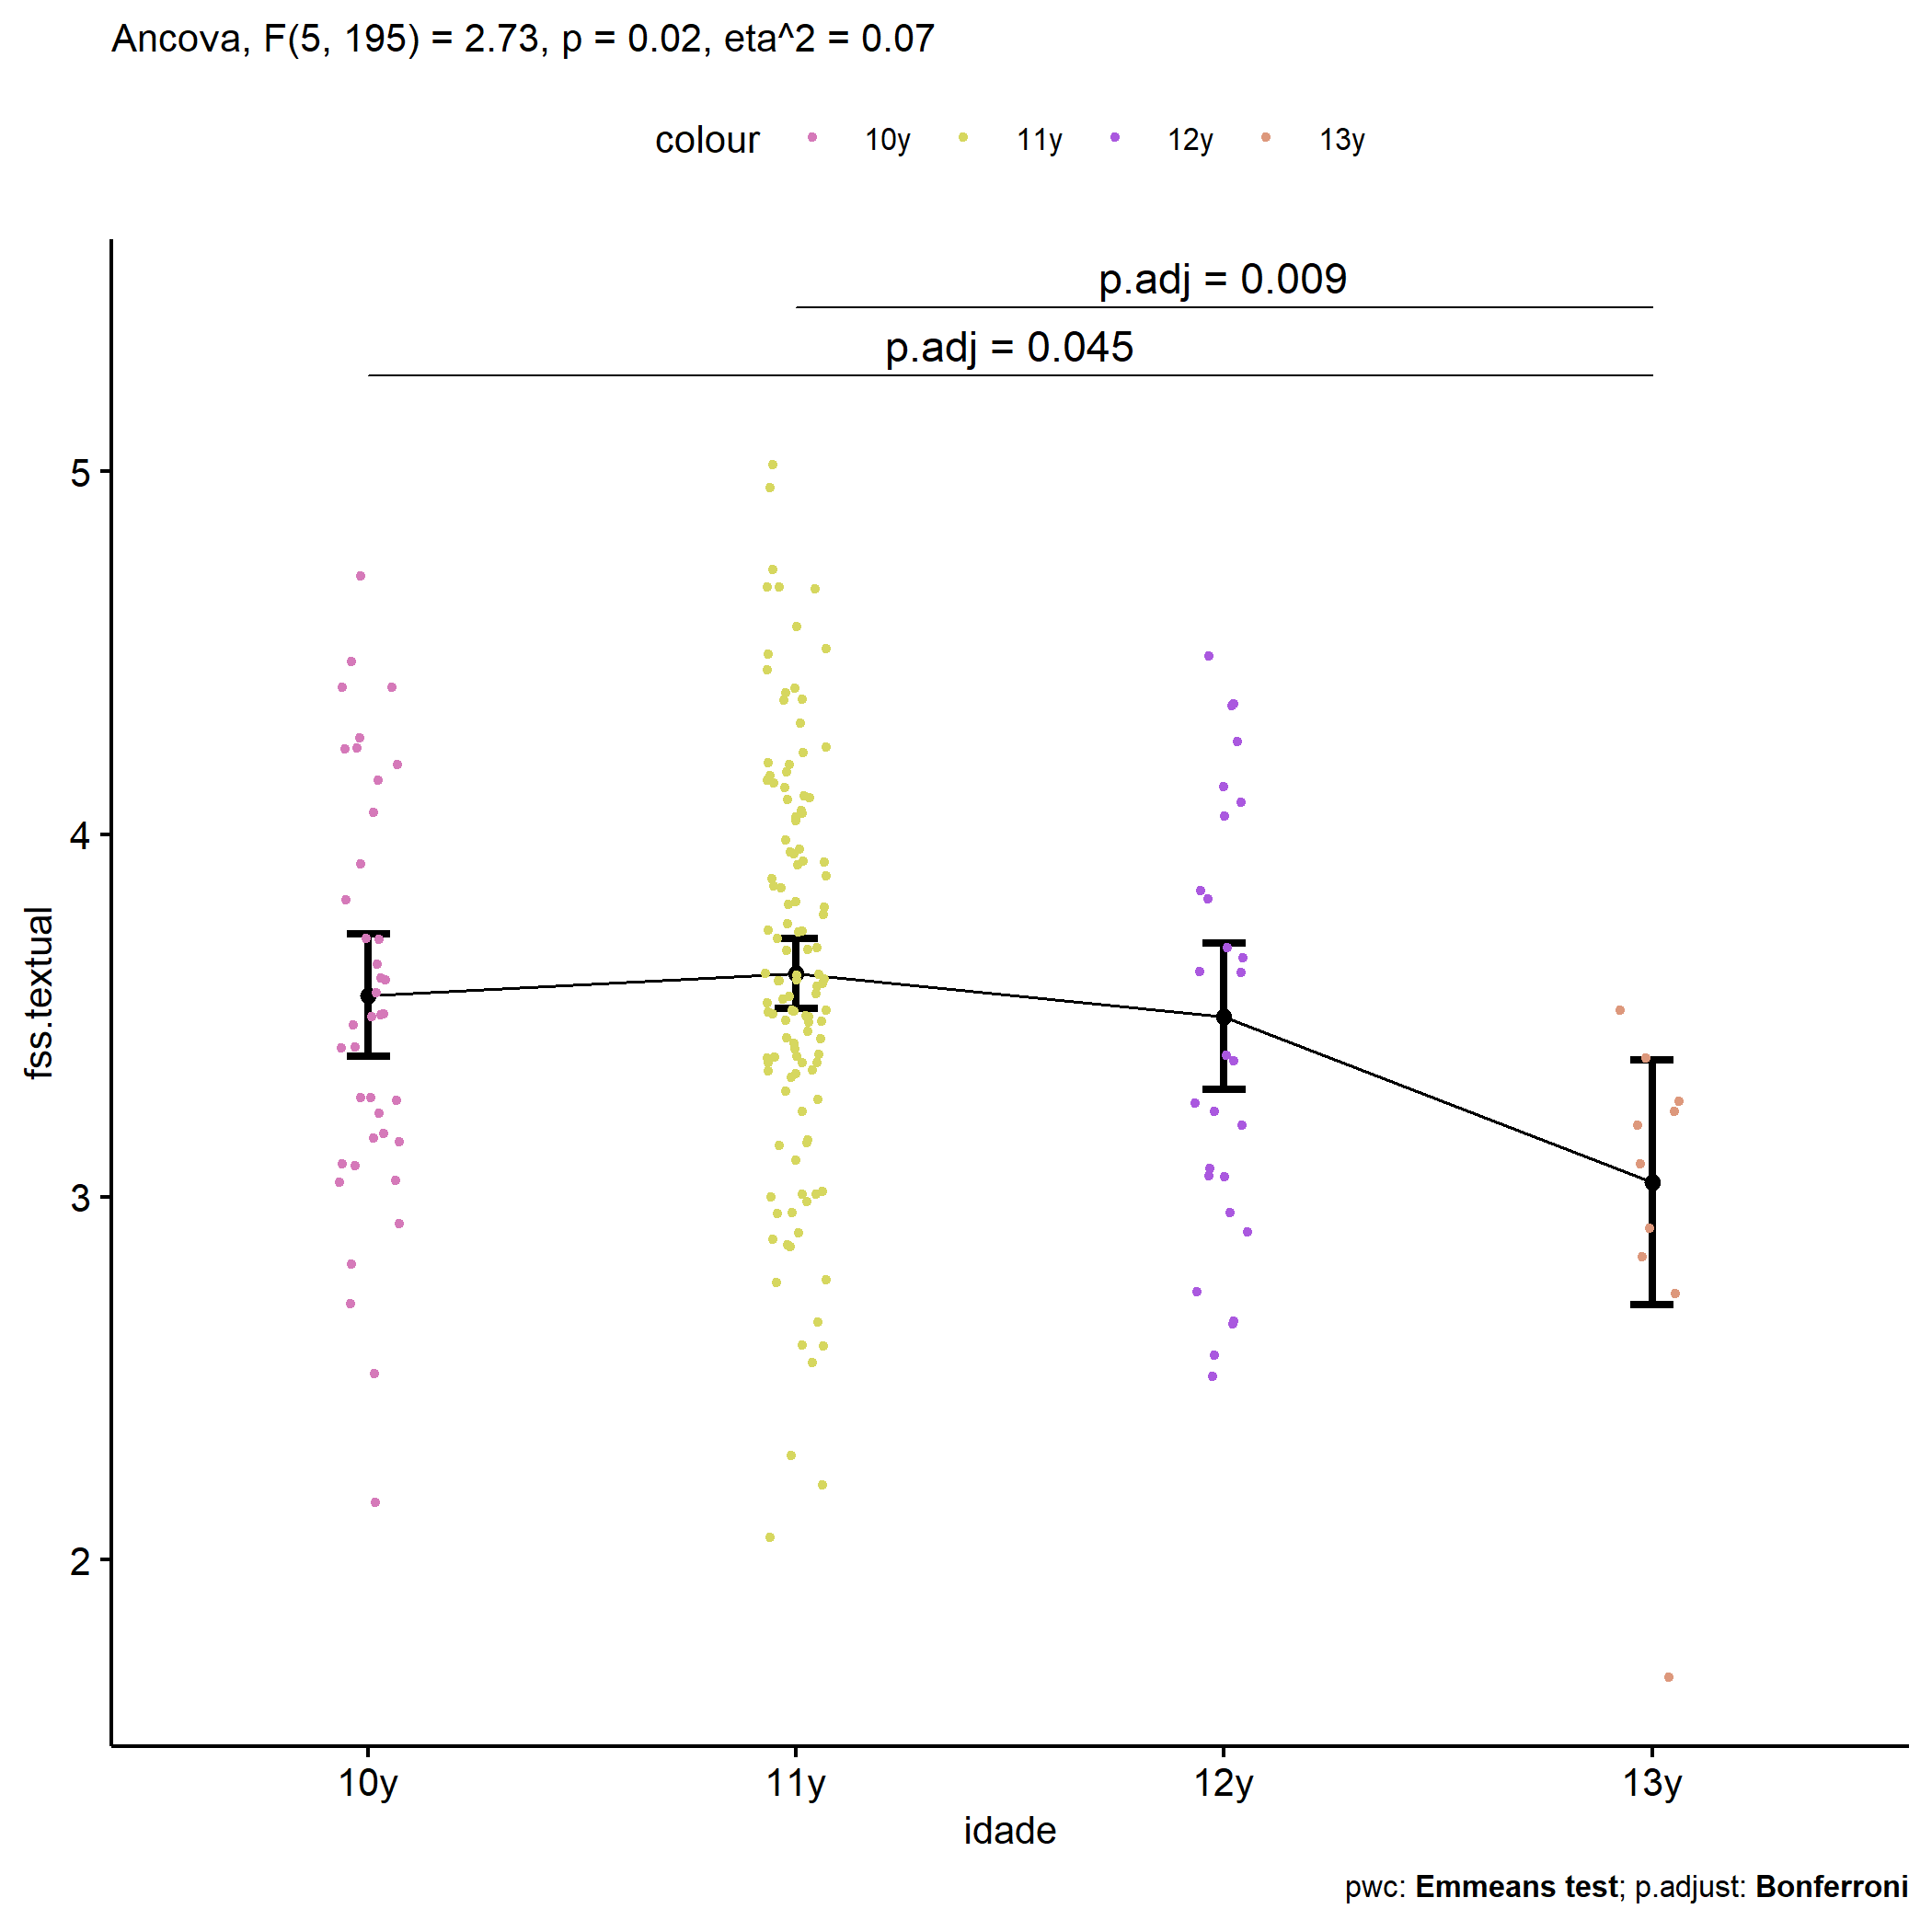 Ancova, F(5, 195) = 2.73, p = 0.02, eta^2 = 0.07
colour 10y 11y 12y 13y
p.adj = 0.009
p.adj = 0.045
5
4
3
2
fss.textual
10y 11y 12y 13y
idade
pwc: Emmeans test; p.adjust: Bonferroni